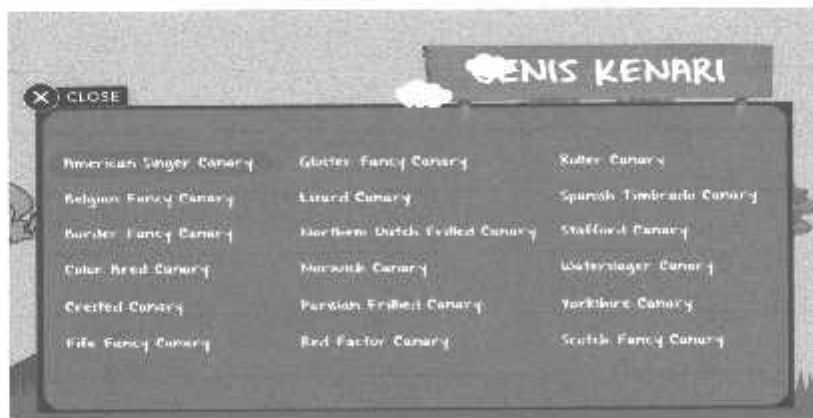 JENIS KENARI
CLOSE
American Singer Canary
Belgian Fancy Canary
Border Fancy Canary
Color Bred Canary
Crested Canary
Fife Fancy Canary
Gloster Fancy Canary
Lizard Canary
Northern Dutch Frilled Canary
Norwich Canary
Parisian Frilled Canary
Red Factor Canary
Roller Canary
Spanish Timbrado Canary
Stafford Canary
Waterslager Canary
Yorkshire Canary
Scotch Fancy Canary